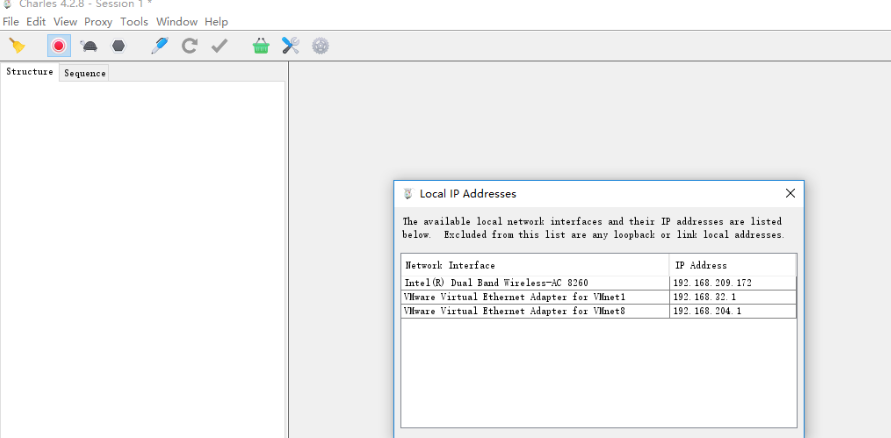 Charles 4.2.8 - Session 1 *
File Edit View Proxy Tools Window Help
Structure Sequence
Local IP Addresses
The available local network interfaces and their IP addresses are listed
below. Excluded from this list are any loopback or link local addresses.
Network Interface IP Address
Intel(R) Dual Band Wireless-AC 8260 192.168.209.172
VMware Virtual Ethernet Adapter for VMnet1 192.168.32.1
VMware Virtual Ethernet Adapter for VMnet8 192.168.204.1